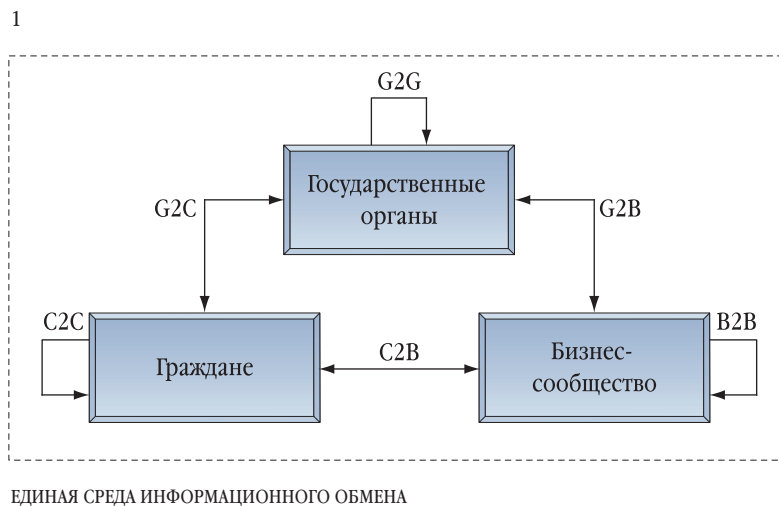 1
G2G
Государственные
органы
G2C
G2B
C2C
Граждане
C2B
Бизнес-
сообщество
B2B
ЕДИНАЯ СРЕДА ИНФОРМАЦИОННОГО ОБМЕНА